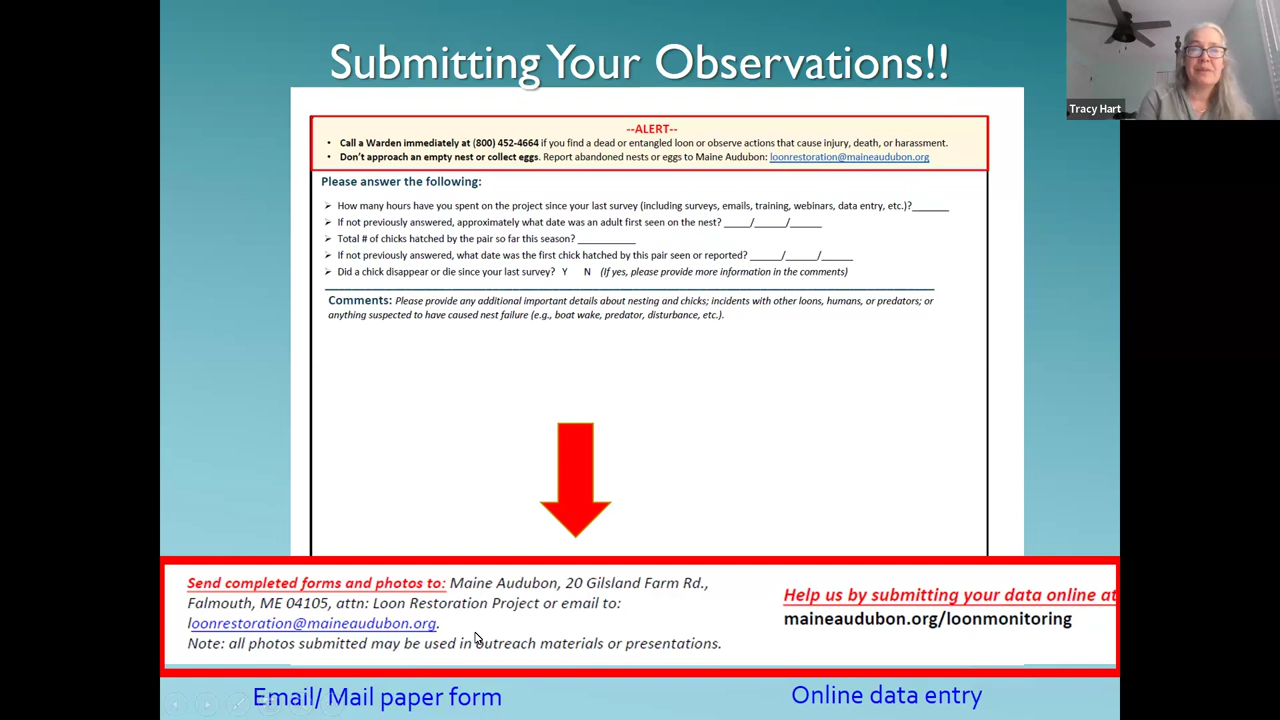 Submitting Your Observations!!
Tracy Hart
--ALERT--
• Call a Warden immediately at (800) 452-4664 if you find a dead or entangled loon or observe actions that cause injury, death, or harassment.
• Don't approach an empty nest or collect eggs. Report abandoned nests or eggs to Maine Audubon: loonrestoration@maineaudubon.org
Please answer the following:
➢ How many hours have you spent on the project since your last survey (including surveys, emails, training, webinars, data entry, etc.)?_______
➢ If not previously answered, approximately what date was an adult first seen on the nest? _____/______/______
➢ Total # of chicks hatched by the pair so far this season? ___________
➢ If not previously answered, what date was the first chick hatched by this pair seen or reported? ______/______/______
➢ Did a chick disappear or die since your last survey? Y N (If yes, please provide more information in the comments)
Comments: Please provide any additional important details about nesting and chicks; incidents with other loons, humans, or predators; or
anything suspected to have caused nest failure (e.g., boat wake, predator, disturbance, etc.).
Send completed forms and photos to: Maine Audubon, 20 Gilsland Farm Rd.,
Falmouth, ME 04105, attn: Loon Restoration Project or email to:
loonrestoration@maineaudubon.org.
Note: all photos submitted may be used in outreach materials or presentations.
Help us by submitting your data online at
maineaudubon.org/loonmonitoring
Email/ Mail paper form
Online data entry